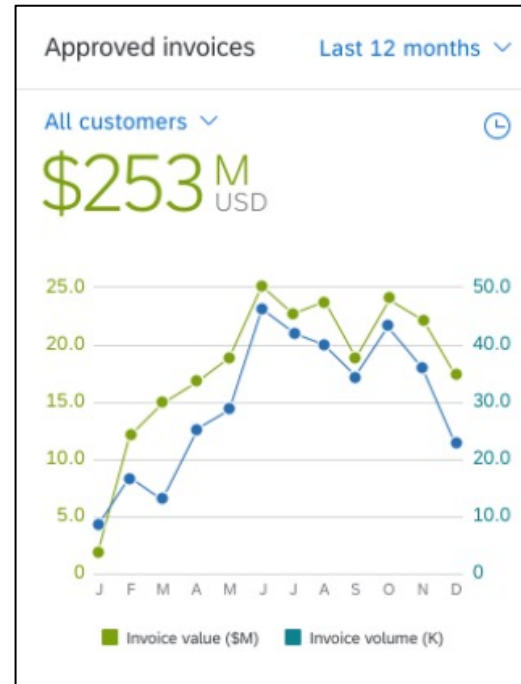 Approved invoices Last 12 months
All customers
$253 M USD
25.0 50.0
20.0 40.0
15.0 30.0
10.0 20.0
5.0 10.0
0 0
J F M A M J J A S O N D
Invoice value ($M) Invoice volume (K)